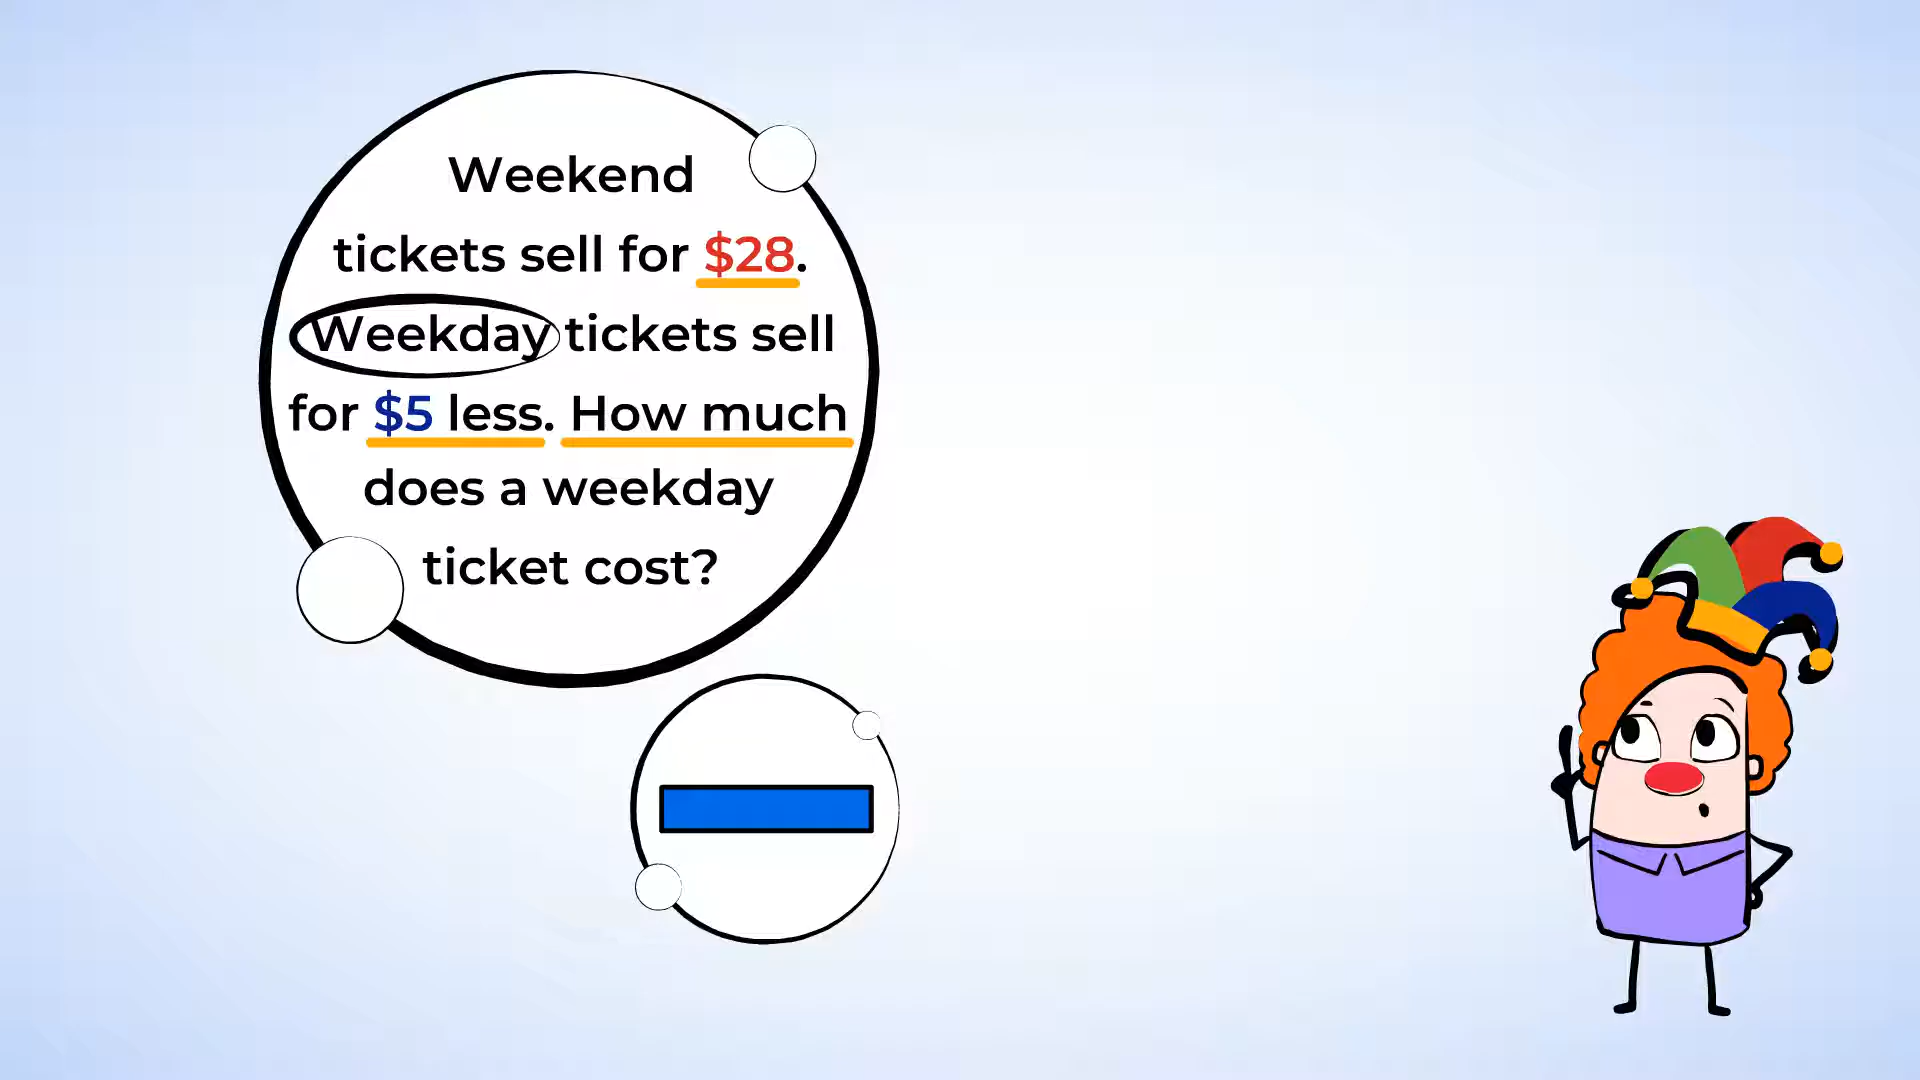 Weekend
tickets sell for $28.
Weekday tickets sell
for $5 less. How much
does a weekday
ticket cost?